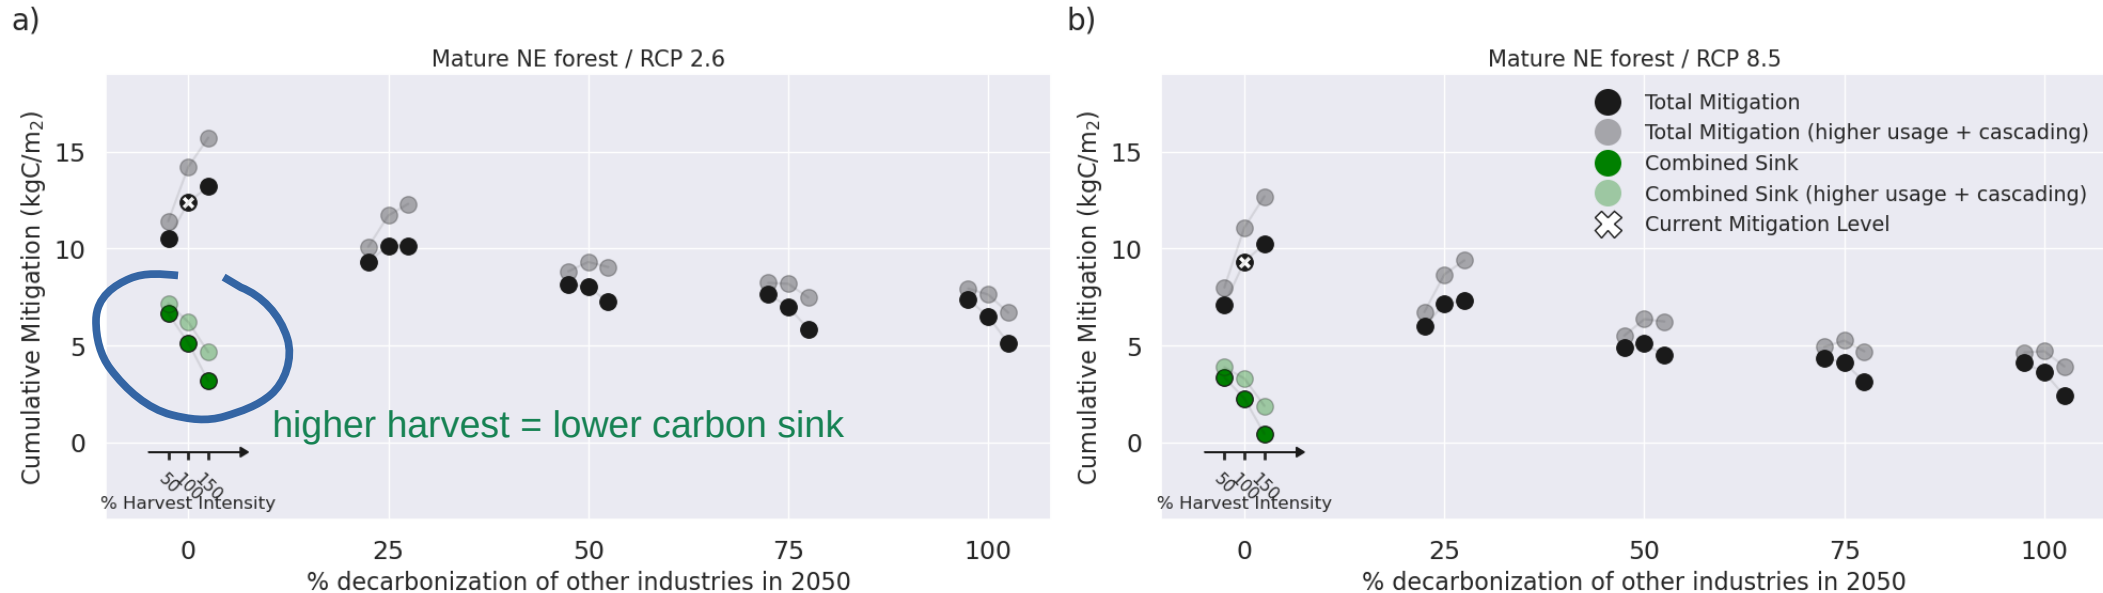 a)
Mature NE forest / RCP 2.6
Cumulative Mitigation (kgC/m₂)
15
10
5
0
higher harvest = lower carbon sink
50 100 150
% Harvest Intensity
0 25 50 75 100
% decarbonization of other industries in 2050
b)
Mature NE forest / RCP 8.5
Cumulative Mitigation (kgC/m₂)
15
10
5
0
Total Mitigation
Total Mitigation (higher usage + cascading)
Combined Sink
Combined Sink (higher usage + cascading)
Current Mitigation Level
50 100 150
% Harvest Intensity
0 25 50 75 100
% decarbonization of other industries in 2050